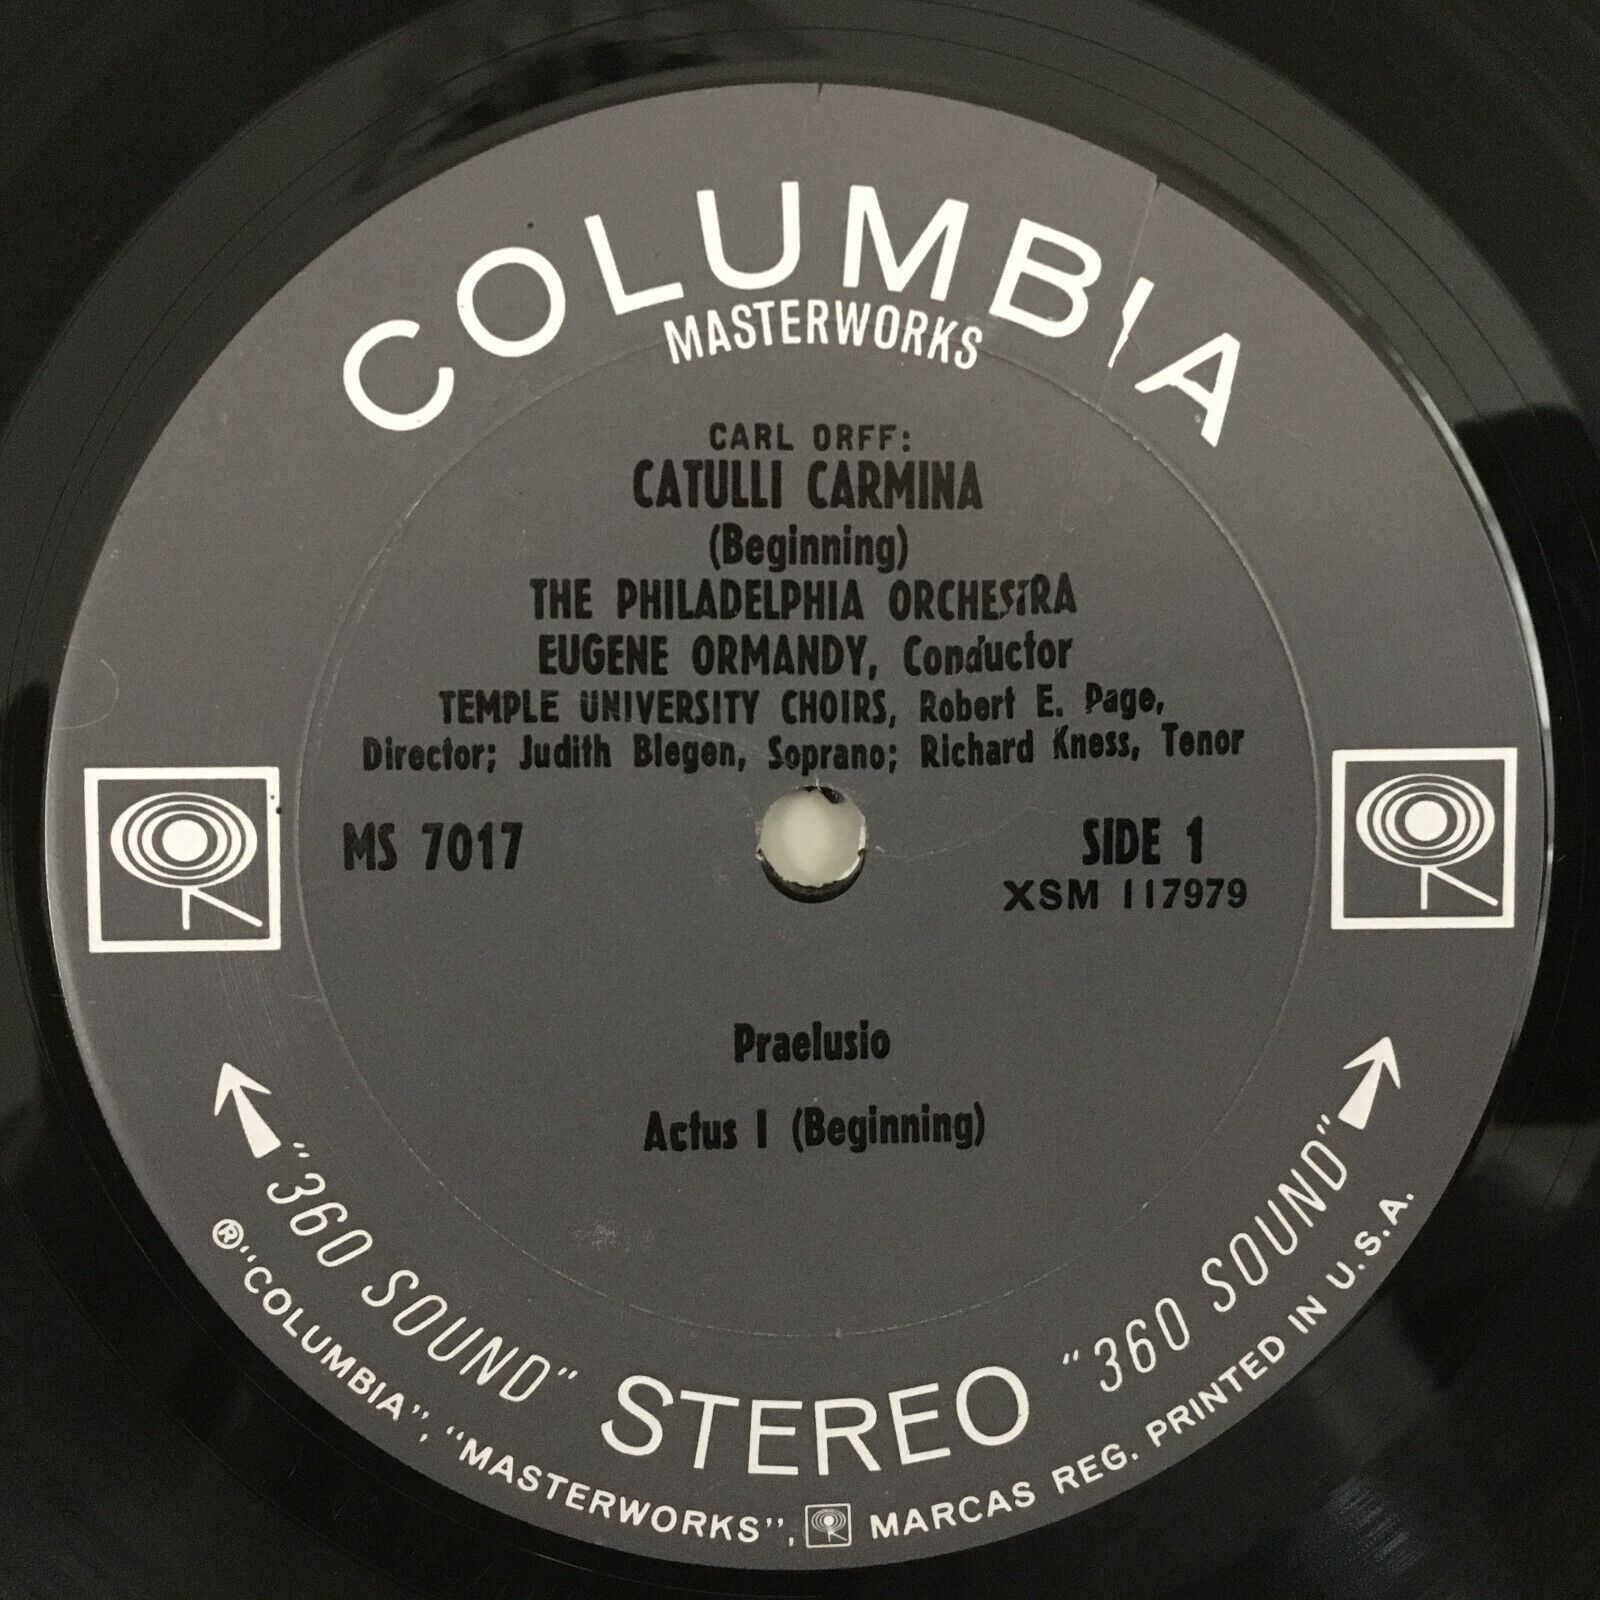 COLUMBIA
MASTERWORKS
CARL ORFF:
CATULLI CARMINA
(Beginning)
THE PHILADELPHIA ORCHESTRA
EUGENE ORMANDY, Conductor
TEMPLE UNIVERSITY CHOIRS, Robert E. Page,
Director; Judith Blegen, Soprano; Richard Kness, Tenor
MS 7017
SIDE 1
XSM 117979
Praelusio
Actus I (Beginning)
"360 SOUND" STEREO "360 SOUND"
® "COLUMBIA", "MASTERWORKS", MARCAS REG. PRINTED IN U.S.A.